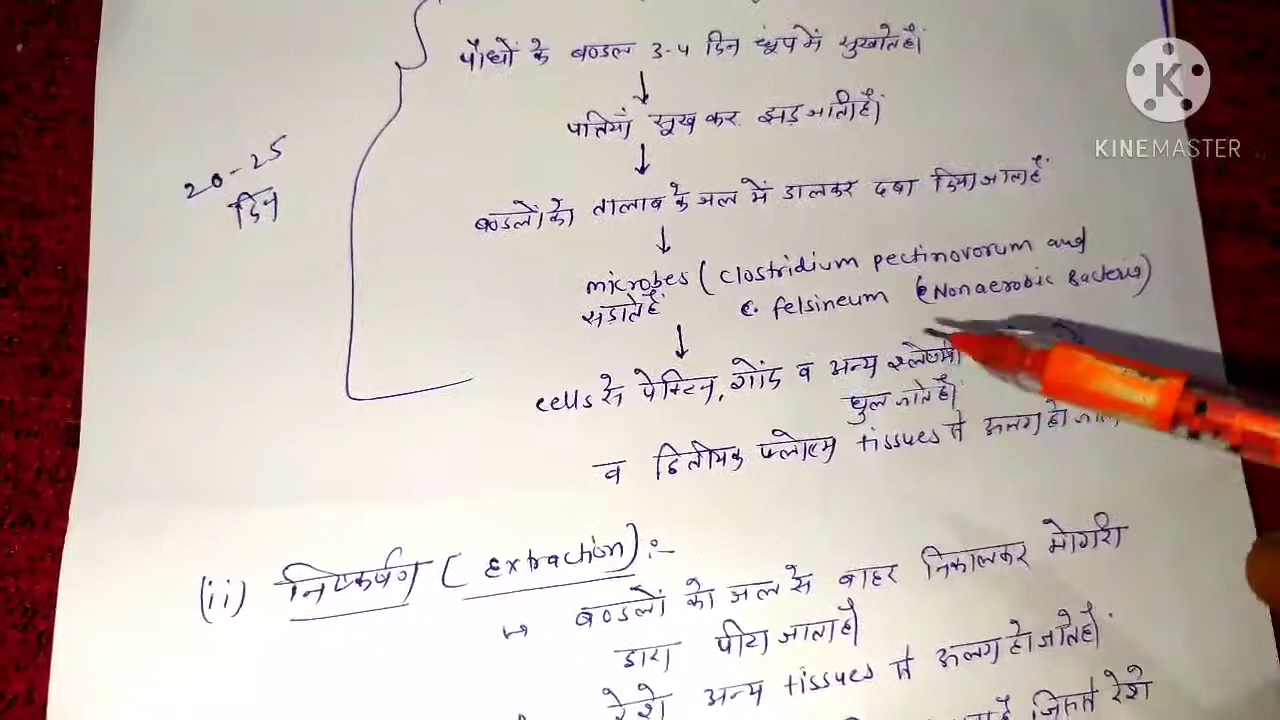 पौधों के बण्डल 3-4 दिन धूप में सुखाते हैं।
↓
पत्तियाँ सूख कर झड़ जाती हैं।
↓
20-25
दिन
बण्डलों को तालाब के जल में डालकर दबा दिया जाता है
↓
microbes (clostridium pectinovorum and
सड़ाते हैं c. felsineum (Nonaerobic Bacteria)
↓
cells से पेक्टिन, गोंद व अन्य
घुल जाते हैं।
व द्वितीयक फ्लोएम tissues से अलग हो
(ii) निष्कर्षण (extraction) :-
↳ बण्डलों को जल से बाहर निकालकर मोगरी
द्वारा पीटा जाता है।
रेशे अन्य tissues से अलग हो जाते हैं।
जिससे रेशे
K
KINEMASTER